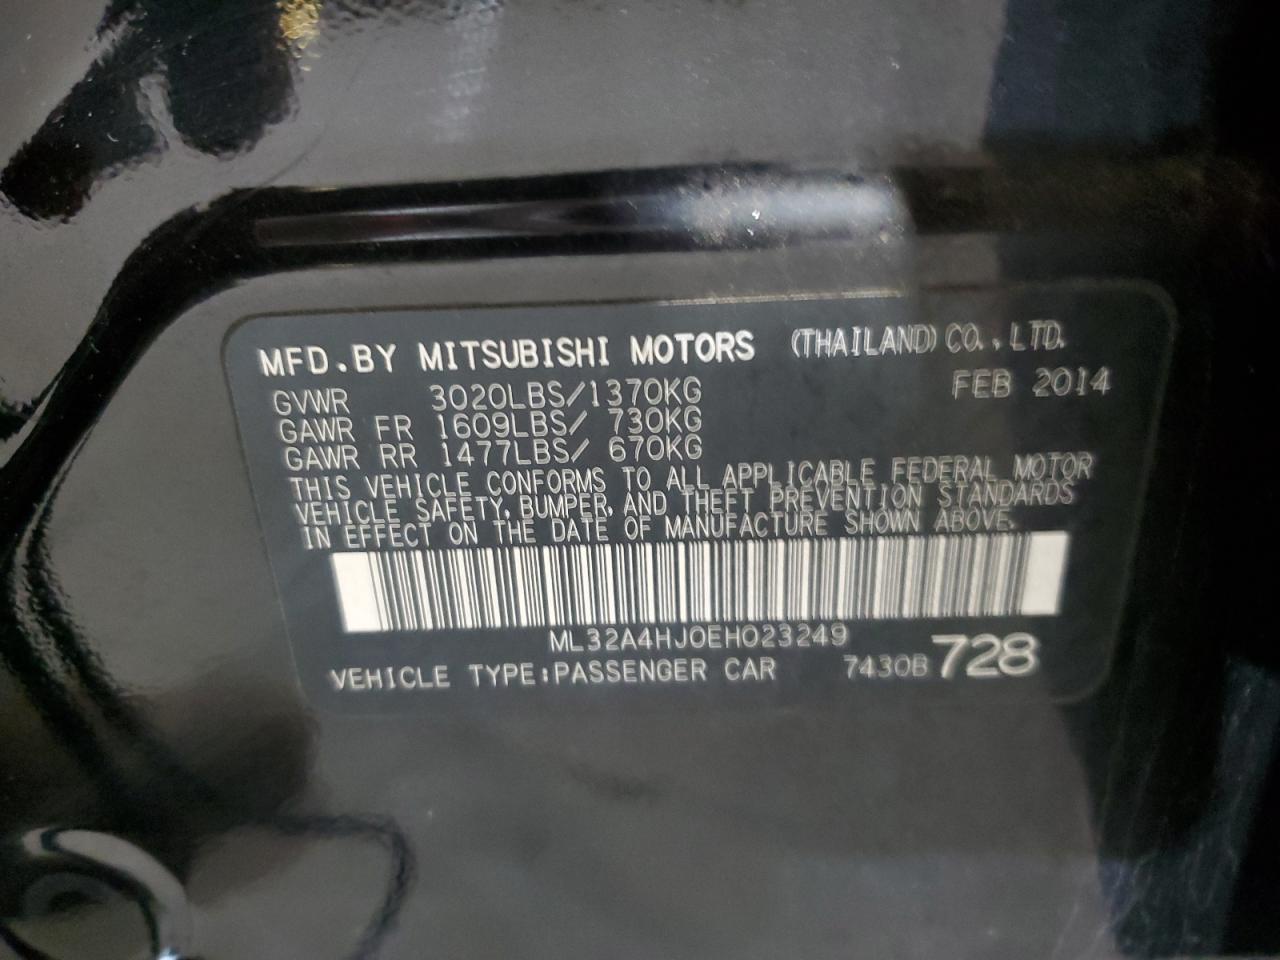 MFD.BY MITSUBISHI MOTORS (THAILAND) CO., LTD.
GVWR 3020LBS/1370KG FEB 2014
GAWR FR 1609LBS/ 730KG
GAWR RR 1477LBS/ 670KG
THIS VEHICLE CONFORMS TO ALL APPLICABLE FEDERAL MOTOR
VEHICLE SAFETY, BUMPER, AND THEFT PREVENTION STANDARDS
IN EFFECT ON THE DATE OF MANUFACTURE SHOWN ABOVE.
ML32A4HJ0EH023249
VEHICLE TYPE:PASSENGER CAR 7430B 728